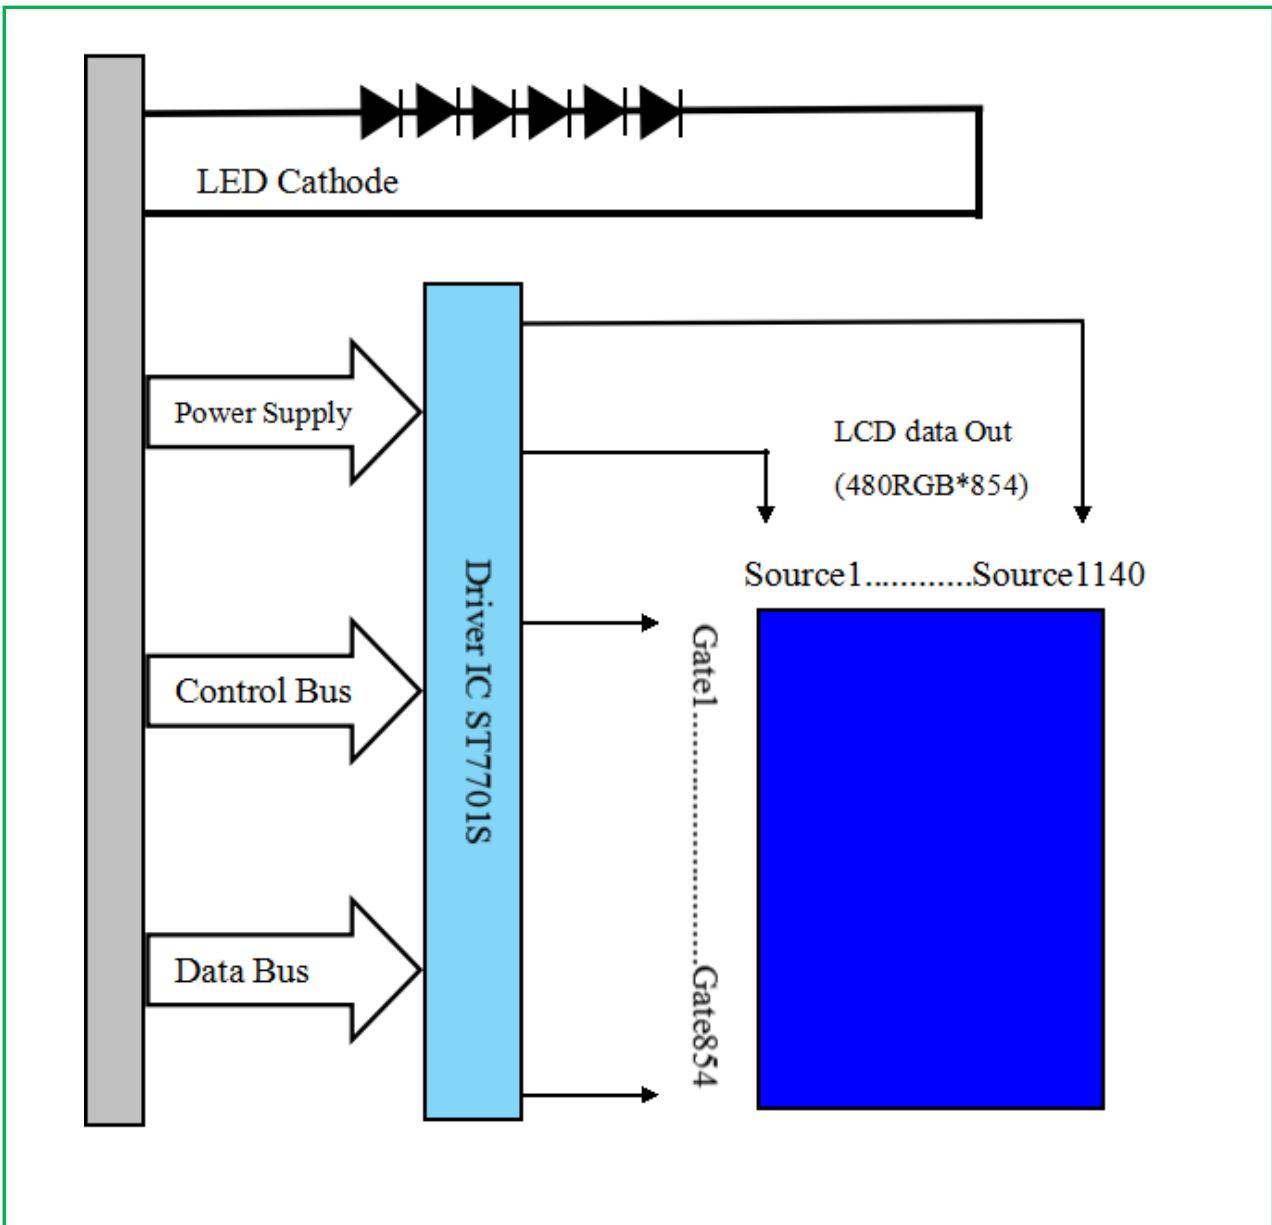 LED Cathode
Power Supply
LCD data Out
(480RGB*854)
Driver IC ST7701S
Source1............Source1140
Control Bus
Gate1..............................Gate854
Data Bus